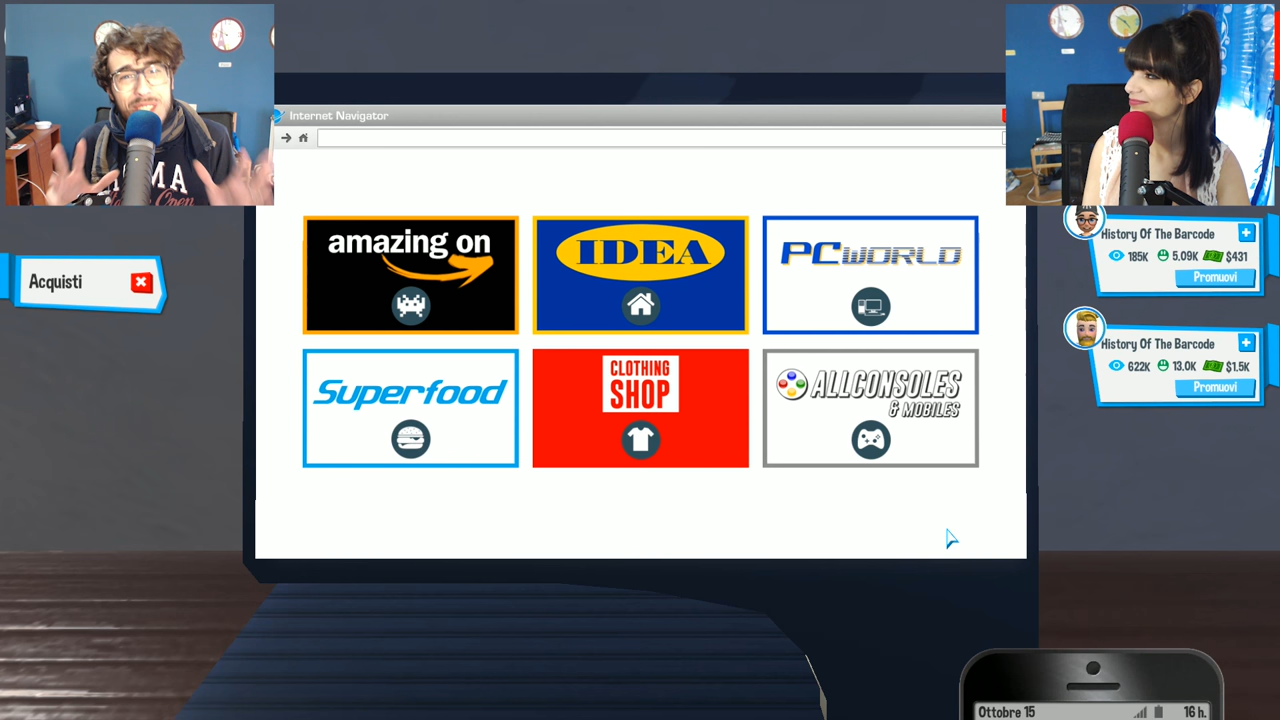 Internet Navigator
Acquisti
amazing on
IDEA
PCWORLD
Superfood
CLOTHING
SHOP
ALLCONSOLES
& MOBILES
History Of The Barcode
185K 5.09K $431
Promuovi
History Of The Barcode
622K 13.0K $1.5K
Promuovi
Ottobre 15
16 h.